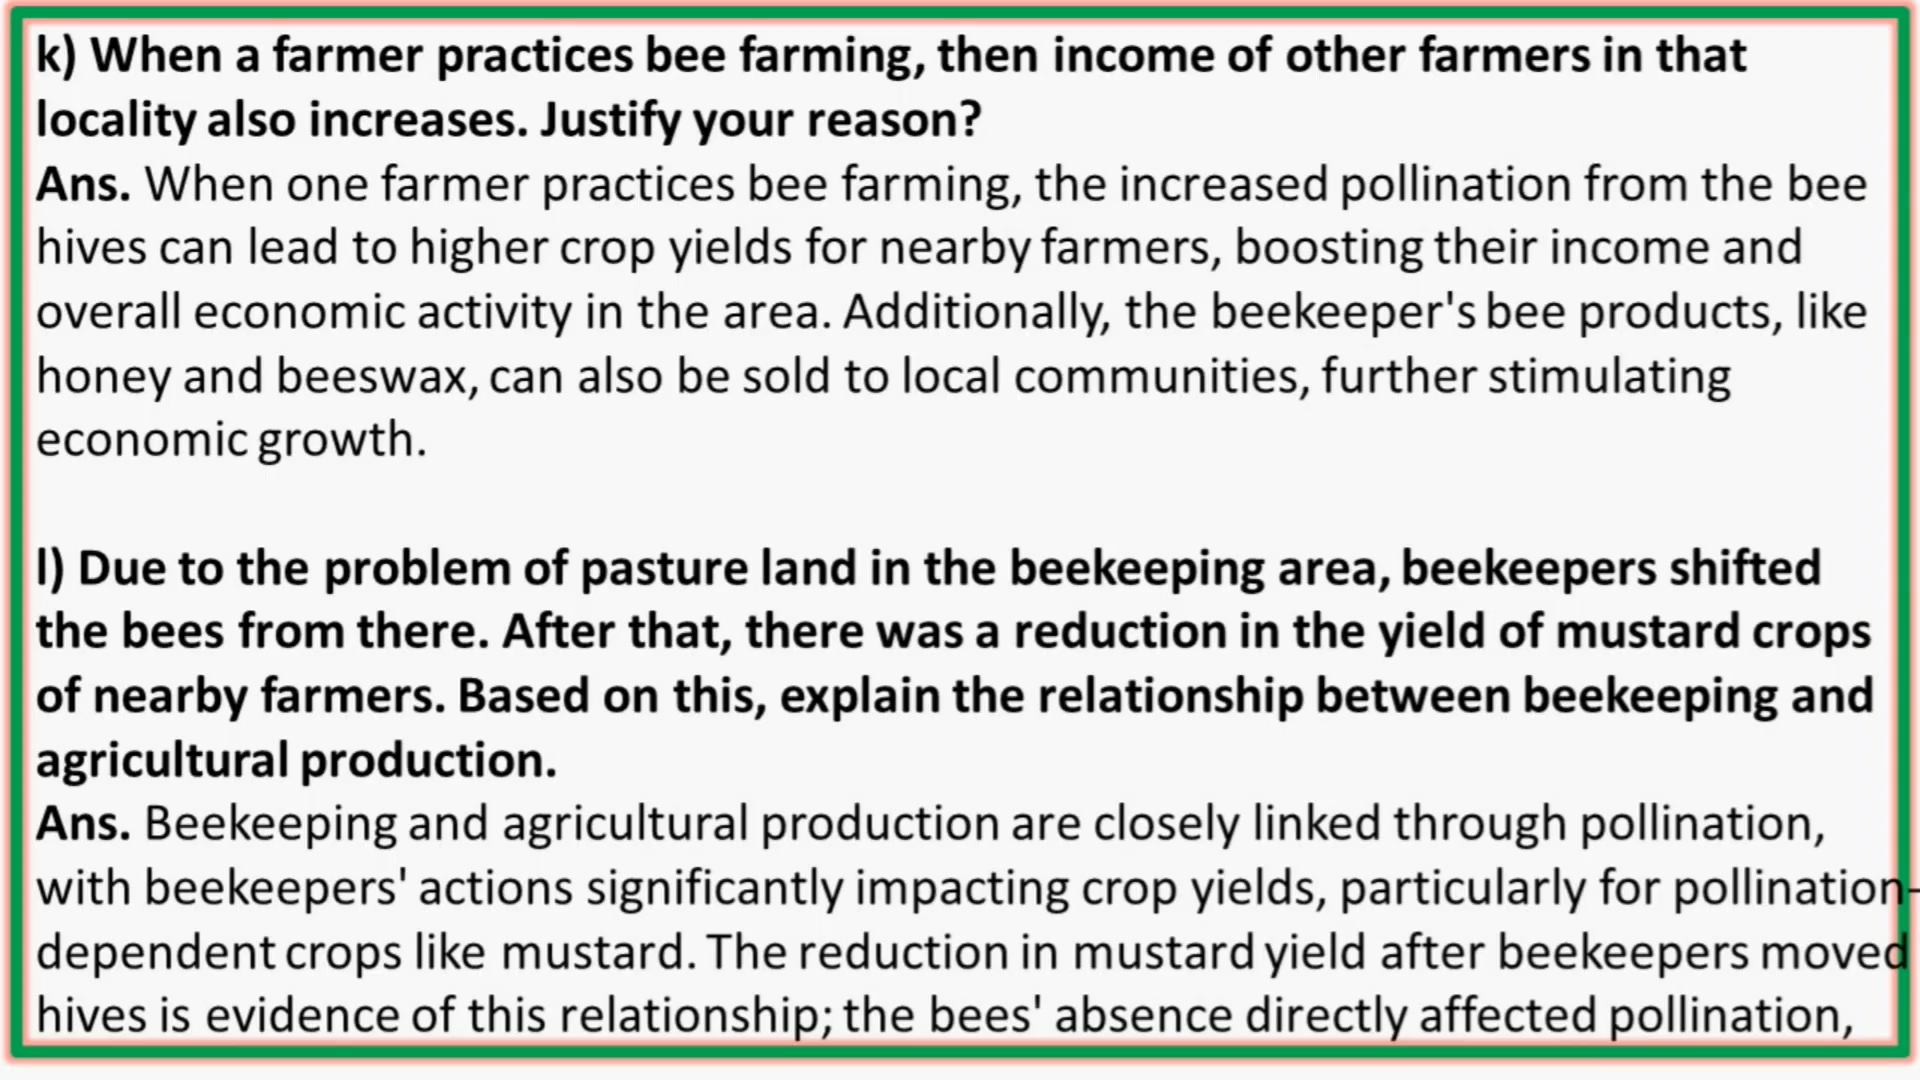 k) When a farmer practices bee farming, then income of other farmers in that
locality also increases. Justify your reason?
Ans. When one farmer practices bee farming, the increased pollination from the bee
hives can lead to higher crop yields for nearby farmers, boosting their income and
overall economic activity in the area. Additionally, the beekeeper's bee products, like
honey and beeswax, can also be sold to local communities, further stimulating
economic growth.
l) Due to the problem of pasture land in the beekeeping area, beekeepers shifted
the bees from there. After that, there was a reduction in the yield of mustard crops
of nearby farmers. Based on this, explain the relationship between beekeeping and
agricultural production.
Ans. Beekeeping and agricultural production are closely linked through pollination,
with beekeepers' actions significantly impacting crop yields, particularly for pollination-
dependent crops like mustard. The reduction in mustard yield after beekeepers moved
hives is evidence of this relationship; the bees' absence directly affected pollination,